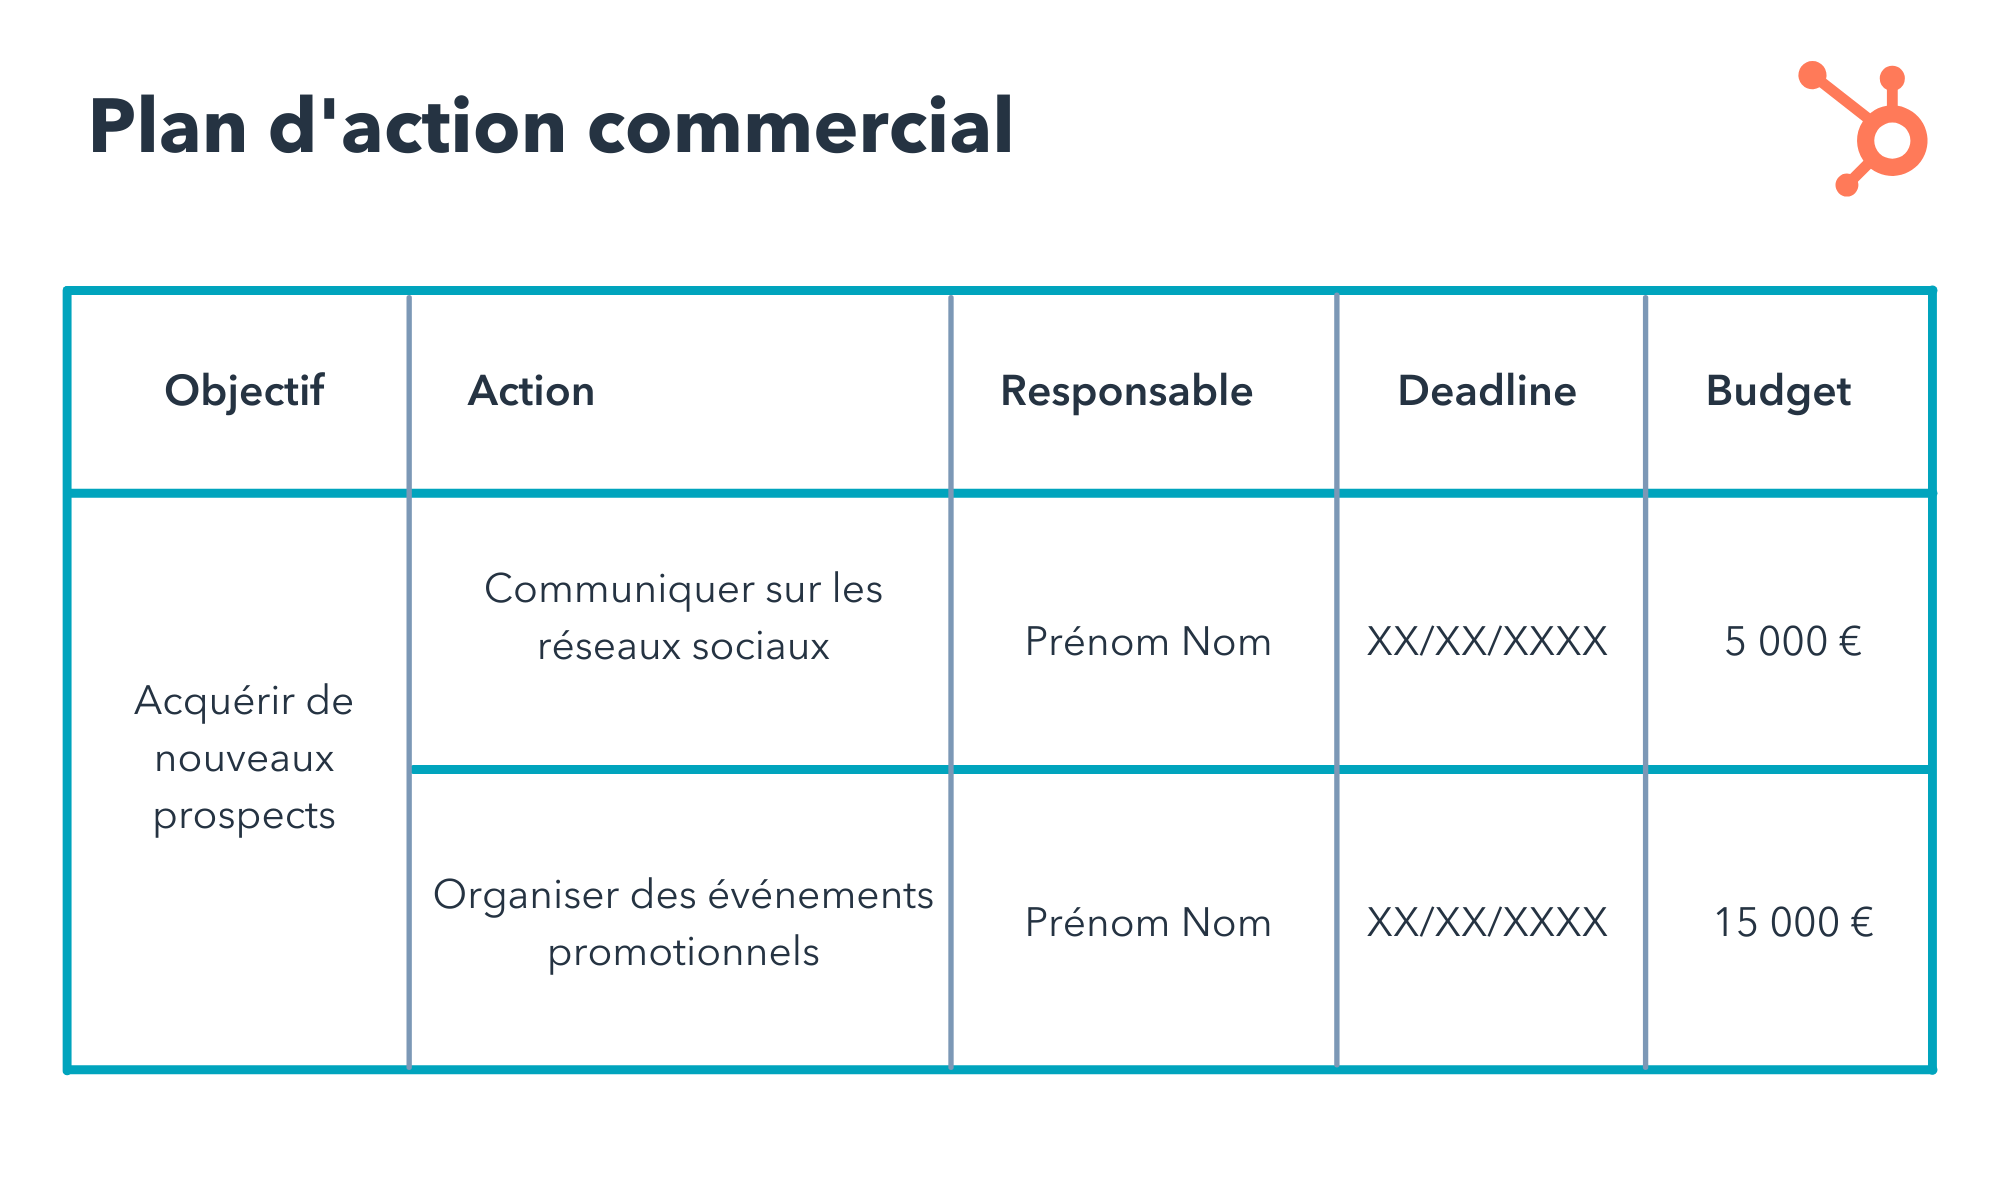 Plan d'action commercial
Objectif
Action
Responsable
Deadline
Budget
Acquérir de
nouveaux
prospects
Communiquer sur les
réseaux sociaux
Prénom Nom
XX/XX/XXXX
5 000 €
Organiser des événements
promotionnels
Prénom Nom
XX/XX/XXXX
15 000 €